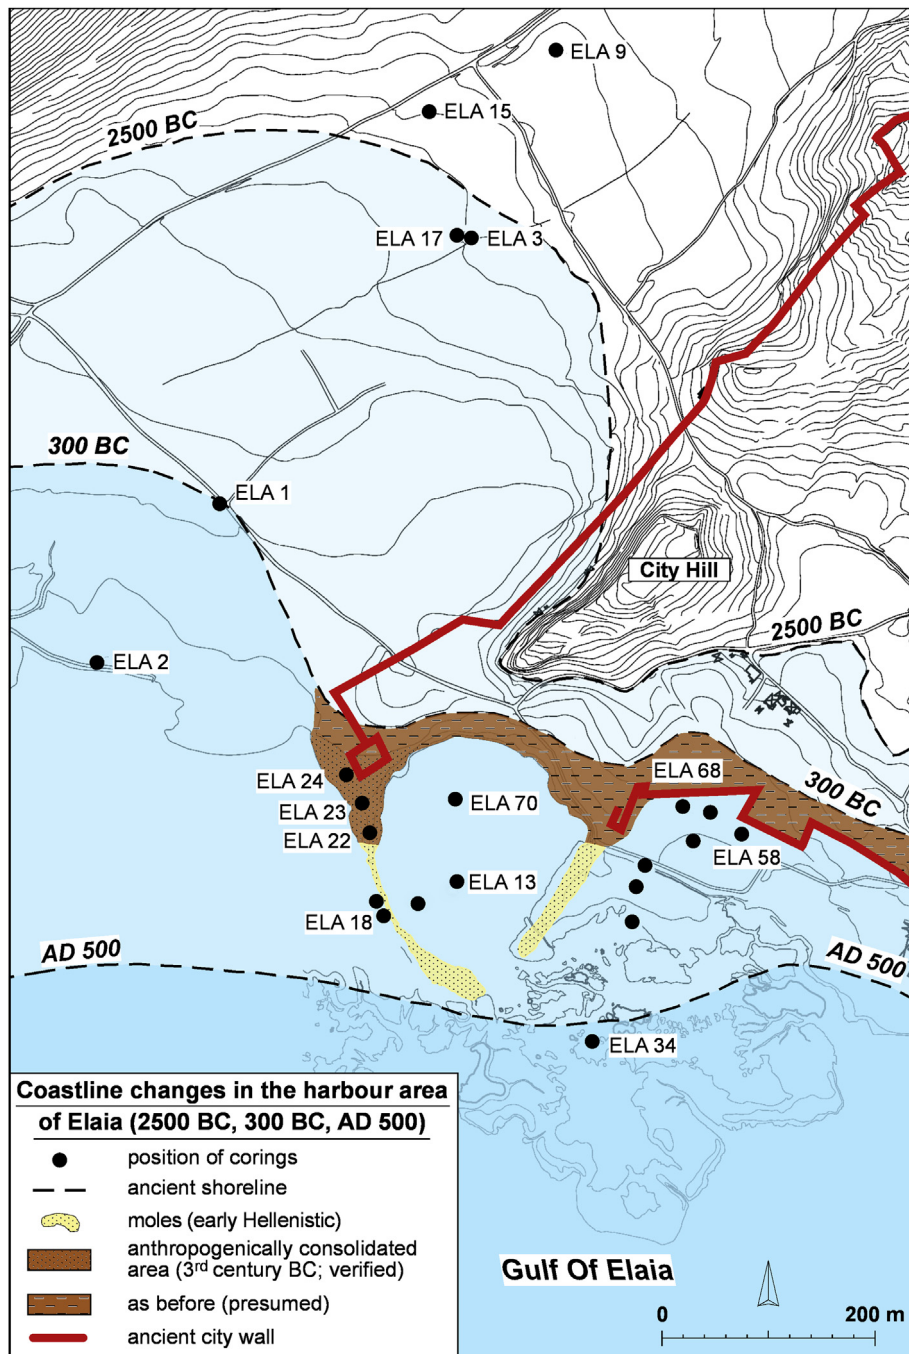 ELA 9
ELA 15
2500 BC
ELA 17
ELA 3
300 BC
ELA 1
City Hill
2500 BC
ELA 2
ELA 68
ELA 24
ELA 70
ELA 23
300 BC
ELA 22
ELA 58
ELA 13
ELA 18
AD 500
AD 500
ELA 34
Coastline changes in the harbour area
of Elaia (2500 BC, 300 BC, AD 500)
position of corings
ancient shoreline
moles (early Hellenistic)
anthropogenically consolidated
area (3rd century BC; verified)
as before (presumed)
ancient city wall
Gulf Of Elaia
0 200 m